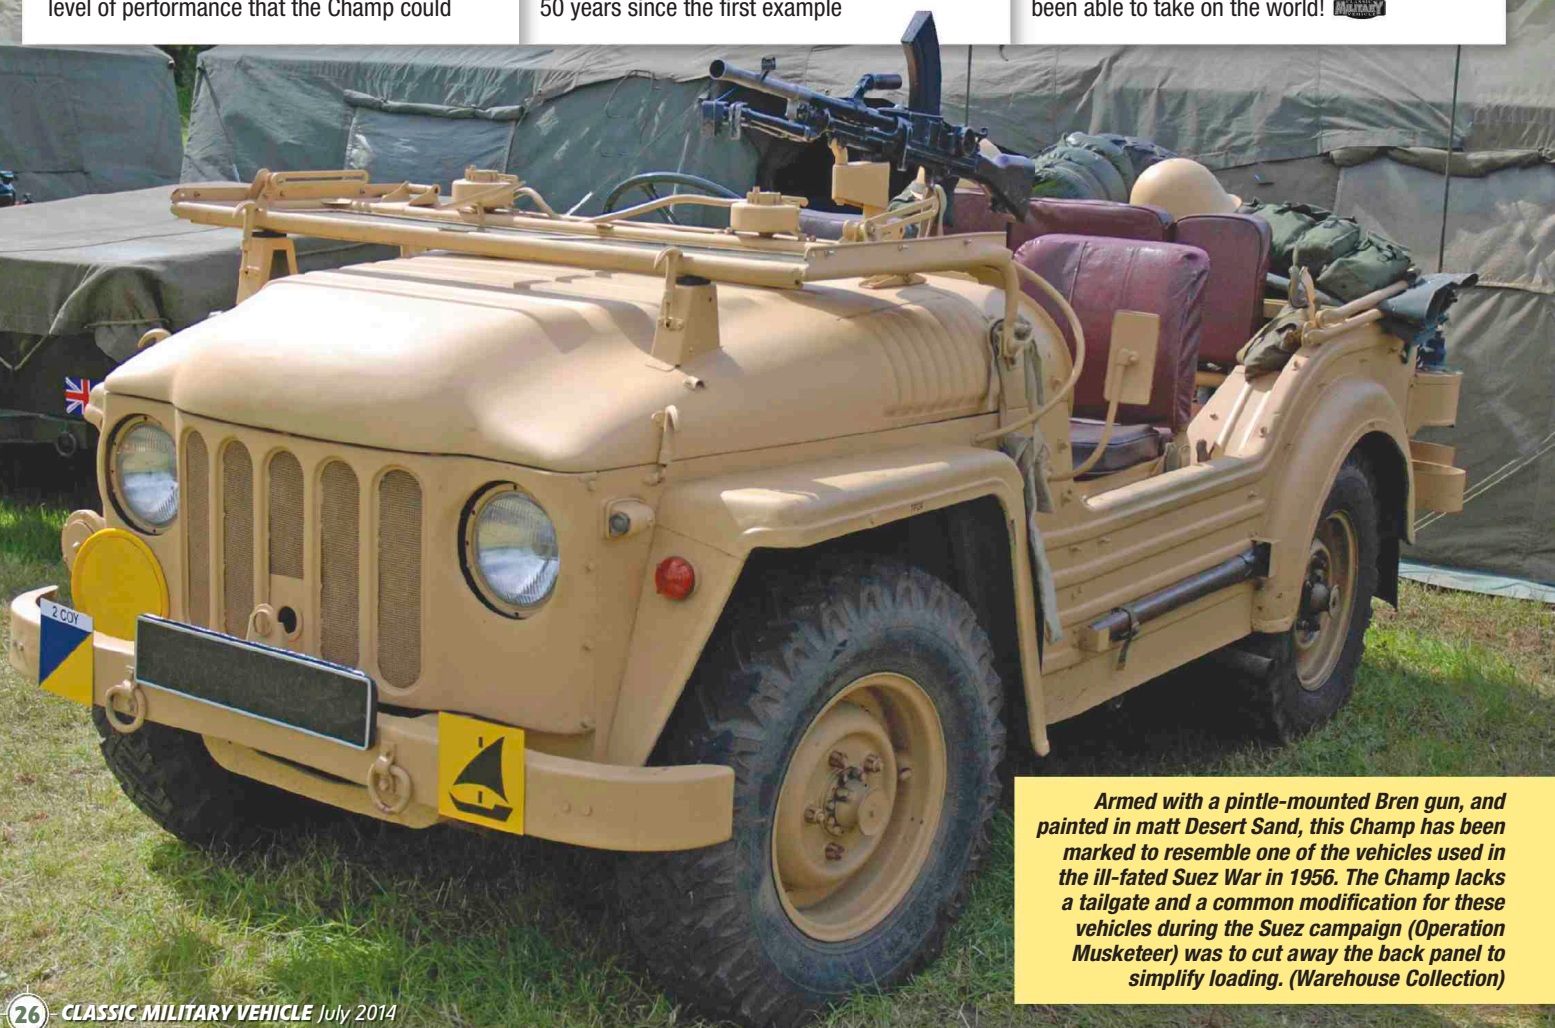 level of performance that the Champ could
50 years since the first example
been able to take on the world!
MILITARY
2 COY
Armed with a pintle-mounted Bren gun, and
painted in matt Desert Sand, this Champ has been
marked to resemble one of the vehicles used in
the ill-fated Suez War in 1956. The Champ lacks
a tailgate and a common modification for these
vehicles during the Suez campaign (Operation
Musketeer) was to cut away the back panel to
simplify loading. (Warehouse Collection)
26 CLASSIC MILITARY VEHICLE July 2014